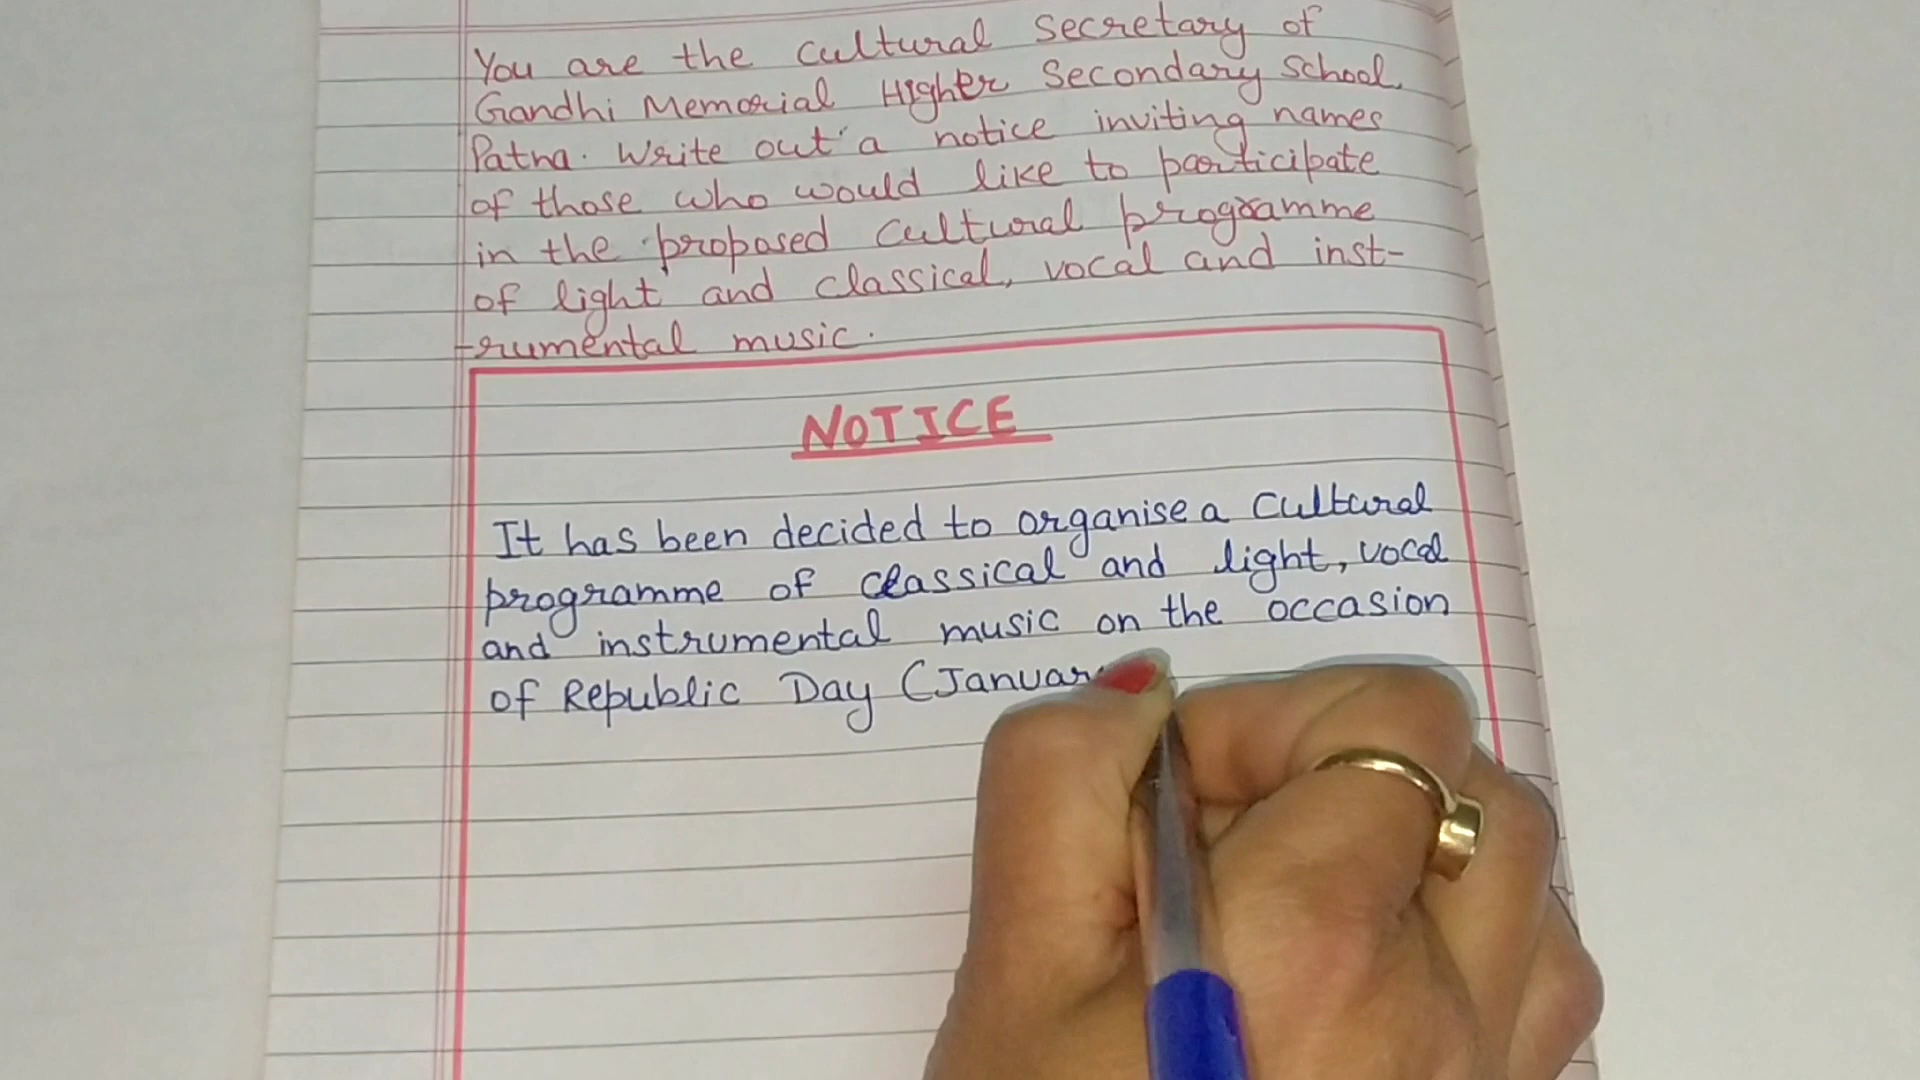 You are the cultural secretary of
Gandhi Memorial Higher Secondary School,
Patna. Write out a notice inviting names
of those who would like to participate
in the proposed cultural programme
of light and classical, vocal and inst-
-rumental music.
NOTICE
It has been decided to organise a cultural
programme of classical and light, vocal
and instrumental music on the occasion
of Republic Day (Januar